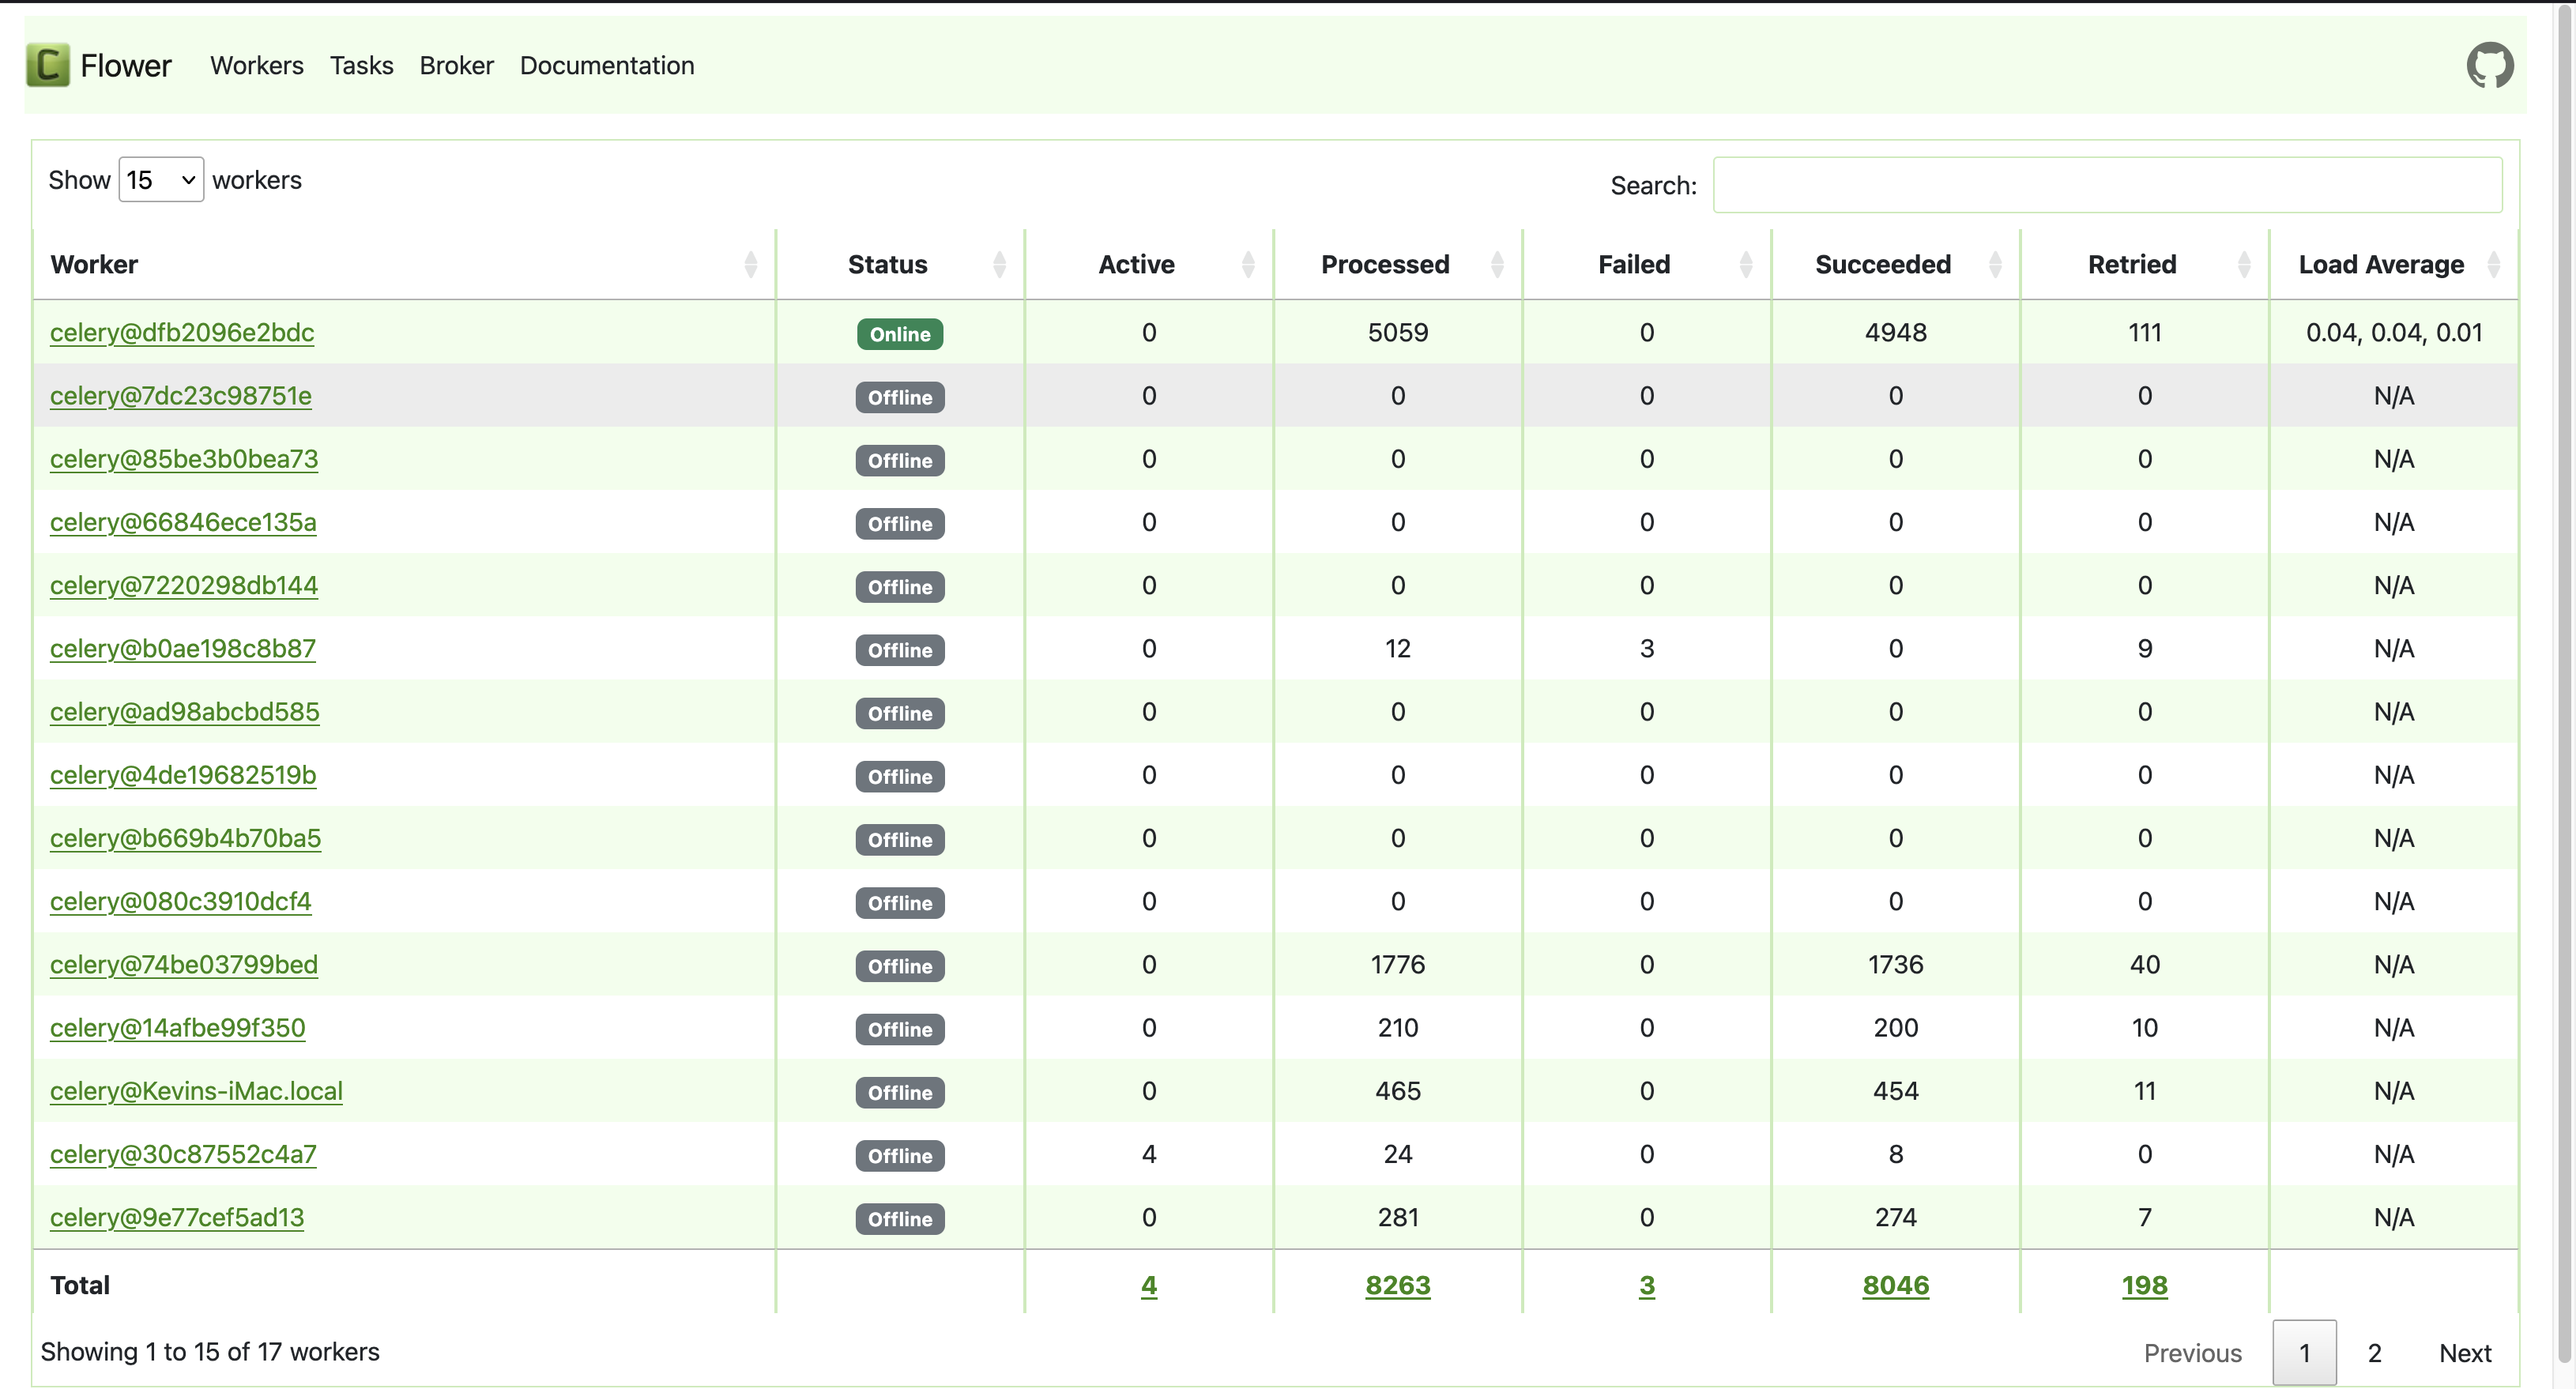 Flower Workers Tasks Broker Documentation
Show 15 workers Search:
Worker Status Active Processed Failed Succeeded Retried Load Average
celery@dfb2096e2bdc Online 0 5059 0 4948 111 0.04, 0.04, 0.01
celery@7dc23c98751e Offline 0 0 0 0 0 N/A
celery@85be3b0bea73 Offline 0 0 0 0 0 N/A
celery@66846ece135a Offline 0 0 0 0 0 N/A
celery@7220298db144 Offline 0 0 0 0 0 N/A
celery@b0ae198c8b87 Offline 0 12 3 0 9 N/A
celery@ad98abcbd585 Offline 0 0 0 0 0 N/A
celery@4de19682519b Offline 0 0 0 0 0 N/A
celery@b669b4b70ba5 Offline 0 0 0 0 0 N/A
celery@080c3910dcf4 Offline 0 0 0 0 0 N/A
celery@74be03799bed Offline 0 1776 0 1736 40 N/A
celery@14afbe99f350 Offline 0 210 0 200 10 N/A
celery@Kevins-iMac.local Offline 0 465 0 454 11 N/A
celery@30c87552c4a7 Offline 4 24 0 8 0 N/A
celery@9e77cef5ad13 Offline 0 281 0 274 7 N/A
Total 4 8263 3 8046 198
Showing 1 to 15 of 17 workers Previous 1 2 Next